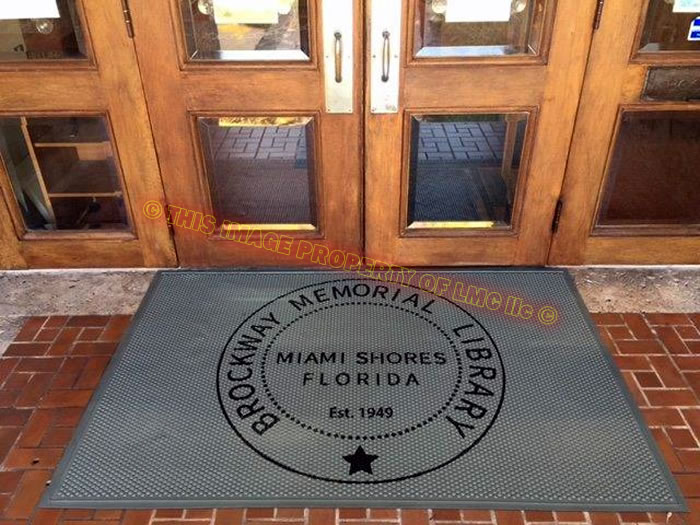 © THIS IMAGE PROPERTY OF LMC llc ©
BROCKWAY MEMORIAL LIBRARY
MIAMI SHORES
FLORIDA
Est. 1949